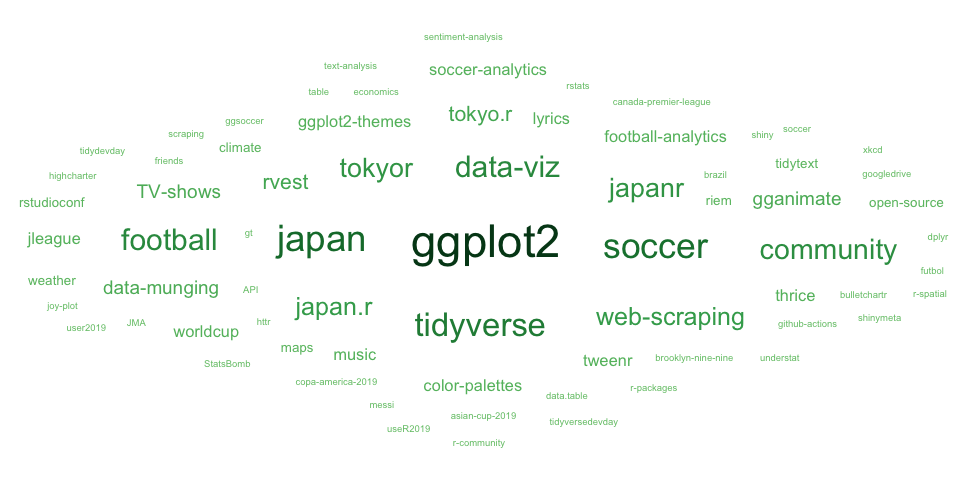 sentiment-analysis
text-analysis
soccer-analytics
table
economics
rstats
canada-premier-league
ggsoccer
ggplot2-themes
tokyo.r
lyrics
scraping
football-analytics
shiny
soccer
tidydevday
friends
climate
tidytext
xkcd
highcharter
TV-shows
rvest
tokyor
data-viz
japanr
brazil
googledrive
rstudioconf
riem
gganimate
open-source
jleague
football
gt
japan
ggplot2
soccer
community
dplyr
weather
data-munging
API
futbol
joy-plot
japan.r
thrice
bulletchartr
r-spatial
user2019
JMA
worldcup
httr
tidyverse
web-scraping
github-actions
shinymeta
StatsBomb
maps
music
tweenr
brooklyn-nine-nine
understat
copa-america-2019
color-palettes
data.table
r-packages
messi
asian-cup-2019
tidyversedevday
useR2019
r-community